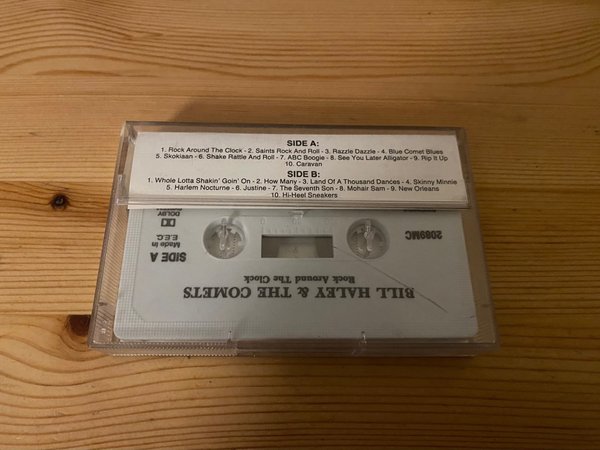 SIDE A:
1. Rock Around The Clock - 2. Saints Rock And Roll - 3. Razzle Dazzle - 4. Blue Comet Blues
5. Skokiaan - 6. Shake Rattle And Roll - 7. ABC Boogie - 8. See You Later Alligator - 9. Rip It Up
10. Caravan
SIDE B:
1. Whole Lotta Shakin' Goin' On - 2. How Many - 3. Land Of A Thousand Dances - 4. Skinny Minnie
5. Harlem Nocturne - 6. Justine - 7. The Seventh Son - 8. Mohair Sam - 9. New Orleans
10. Hi-Heel Sneakers
BILL HALEY & THE COMETS
Rock Around The Clock
SIDE A
Made in
E.E.C.
DOLBY
2089MC